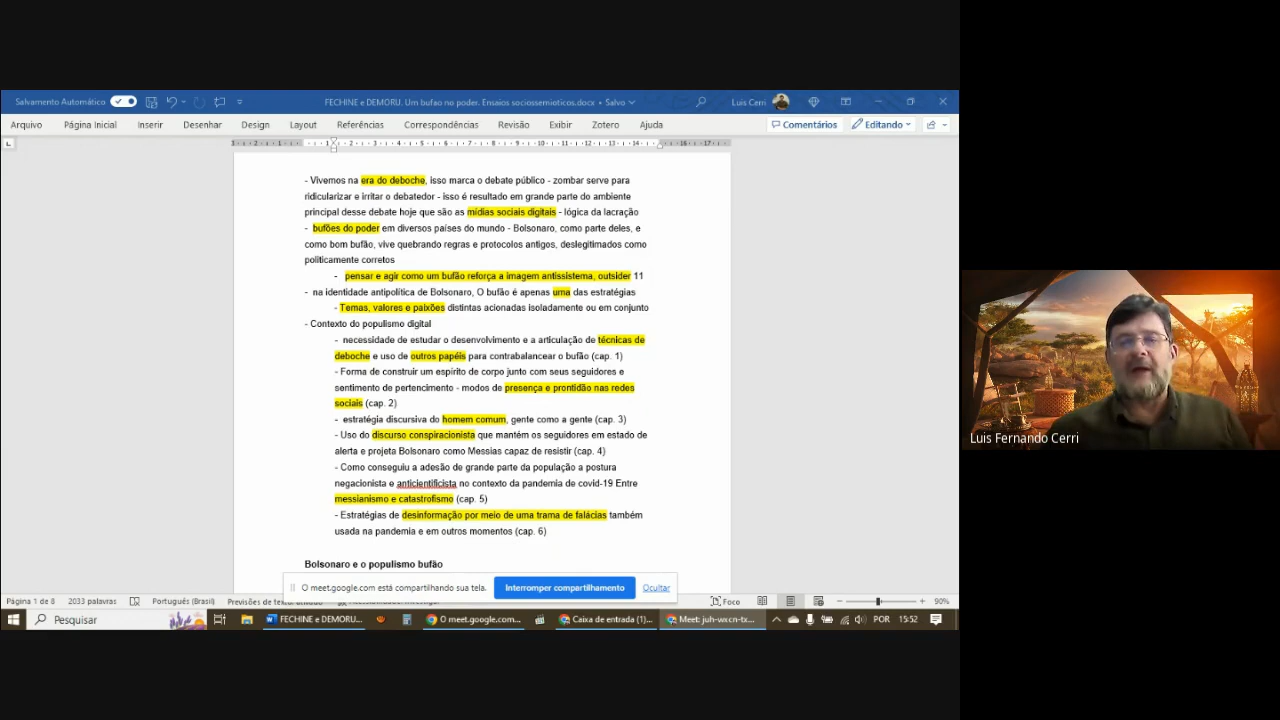 Salvamento Automático
FECHINE e DEMORU. Um bufao no poder. Ensaios sociossemioticos.docx • Salvo
Luis Cerri
Arquivo Página Inicial Inserir Desenhar Design Layout Referências Correspondências Revisão Exibir Zotero Ajuda Comentários Editando
- Vivemos na era do deboche, isso marca o debate público - zombar serve para
ridicularizar e irritar o debatedor - isso é resultado em grande parte do ambiente
principal desse debate hoje que são as mídias sociais digitais - lógica da lacração
- bufões do poder em diversos países do mundo - Bolsonaro, como parte deles, e
como bom bufão, vive quebrando regras e protocolos antigos, deslegitimados como
politicamente corretos
- pensar e agir como um bufão reforça a imagem antissistema, outsider 11
- na identidade antipolítica de Bolsonaro, O bufão é apenas uma das estratégias
- Temas, valores e paixões distintas acionadas isoladamente ou em conjunto
- Contexto do populismo digital
- necessidade de estudar o desenvolvimento e a articulação de técnicas de
deboche e uso de outros papéis para contrabalancear o bufão (cap. 1)
- Forma de construir um espírito de corpo junto com seus seguidores e
sentimento de pertencimento - modos de presença e prontidão nas redes
sociais (cap. 2)
- estratégia discursiva do homem comum, gente como a gente (cap. 3)
- Uso do discurso conspiracionista que mantém os seguidores em estado de
alerta e projeta Bolsonaro como Messias capaz de resistir (cap. 4)
- Como conseguiu a adesão de grande parte da população a postura
negacionista e anticientificista no contexto da pandemia de covid-19 Entre
messianismo e catastrofismo (cap. 5)
- Estratégias de desinformação por meio de uma trama de falácias também
usada na pandemia e em outros momentos (cap. 6)
Bolsonaro e o populismo bufão
O meet.google.com está compartilhando sua tela. Interromper compartilhamento Ocultar
Página 1 de 8 2033 palavras Português (Brasil) Foco 90%
Pesquisar FECHINE e DEMORU... O meet.google.com... Caixa de entrada (1)... Meet: juh-wxcn-tx... POR 15:52
Luis Fernando Cerri